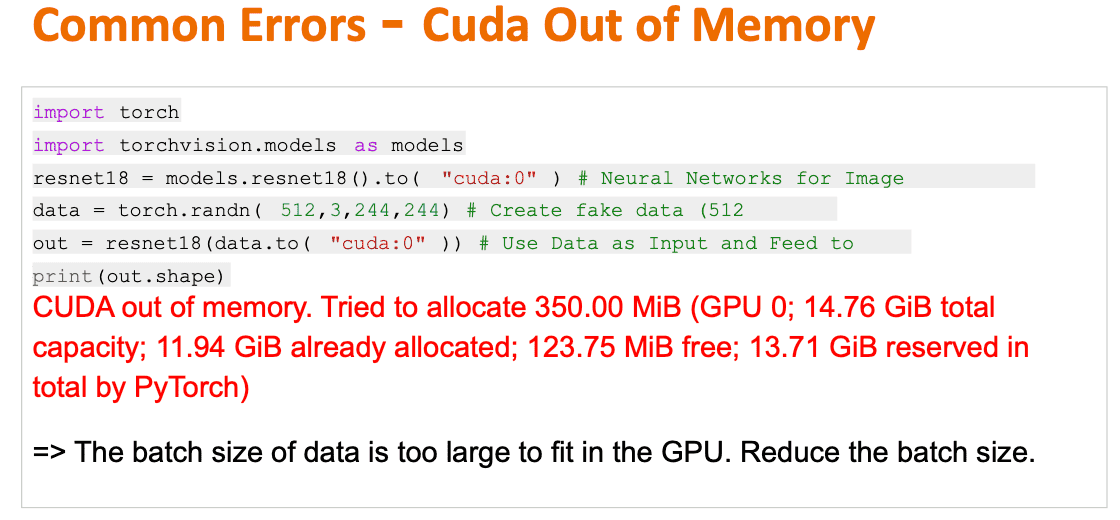 Common Errors - Cuda Out of Memory
import torch
import torchvision.models as models
resnet18 = models.resnet18().to( "cuda:0" ) # Neural Networks for Image
data = torch.randn( 512,3,244,244) # Create fake data (512
out = resnet18(data.to( "cuda:0" )) # Use Data as Input and Feed to
print(out.shape)
CUDA out of memory. Tried to allocate 350.00 MiB (GPU 0; 14.76 GiB total
capacity; 11.94 GiB already allocated; 123.75 MiB free; 13.71 GiB reserved in
total by PyTorch)
=> The batch size of data is too large to fit in the GPU. Reduce the batch size.